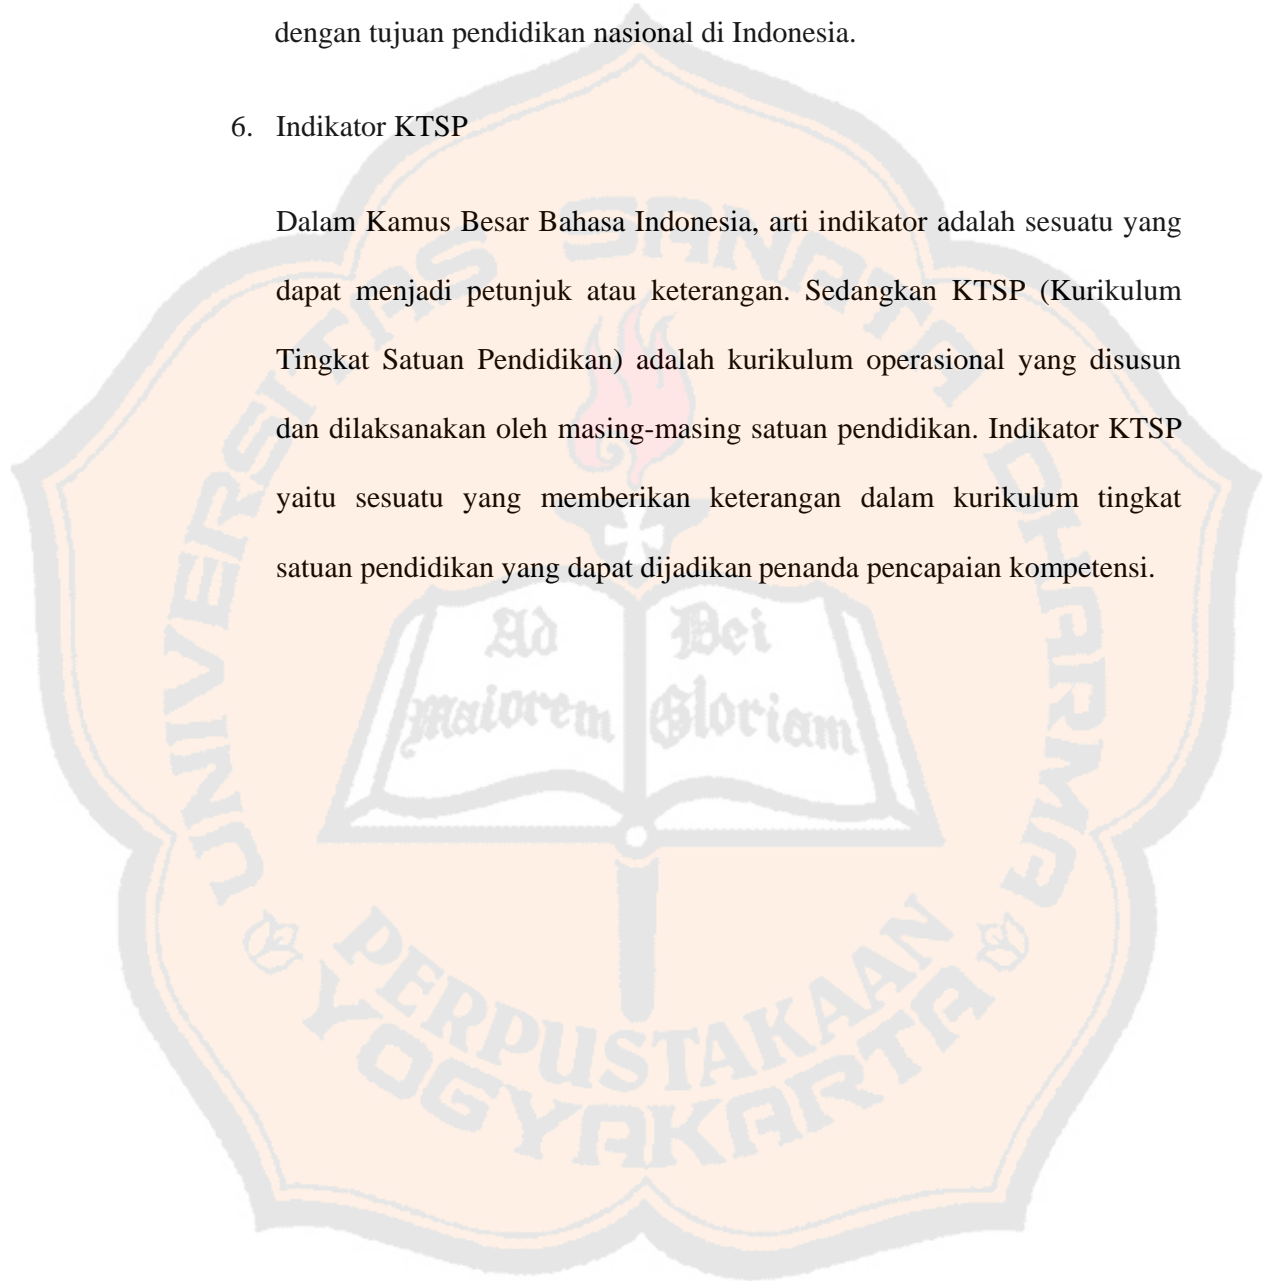 dengan tujuan pendidikan nasional di Indonesia.
6. Indikator KTSP
Dalam Kamus Besar Bahasa Indonesia, arti indikator adalah sesuatu yang
dapat menjadi petunjuk atau keterangan. Sedangkan KTSP (Kurikulum
Tingkat Satuan Pendidikan) adalah kurikulum operasional yang disusun
dan dilaksanakan oleh masing-masing satuan pendidikan. Indikator KTSP
yaitu sesuatu yang memberikan keterangan dalam kurikulum tingkat
satuan pendidikan yang dapat dijadikan penanda pencapaian kompetensi.
UNIVERSITAS SANATA DHARMA
Ad Dei
Maiorem Gloriam
PERPUSTAKAAN
YOGYAKARTA